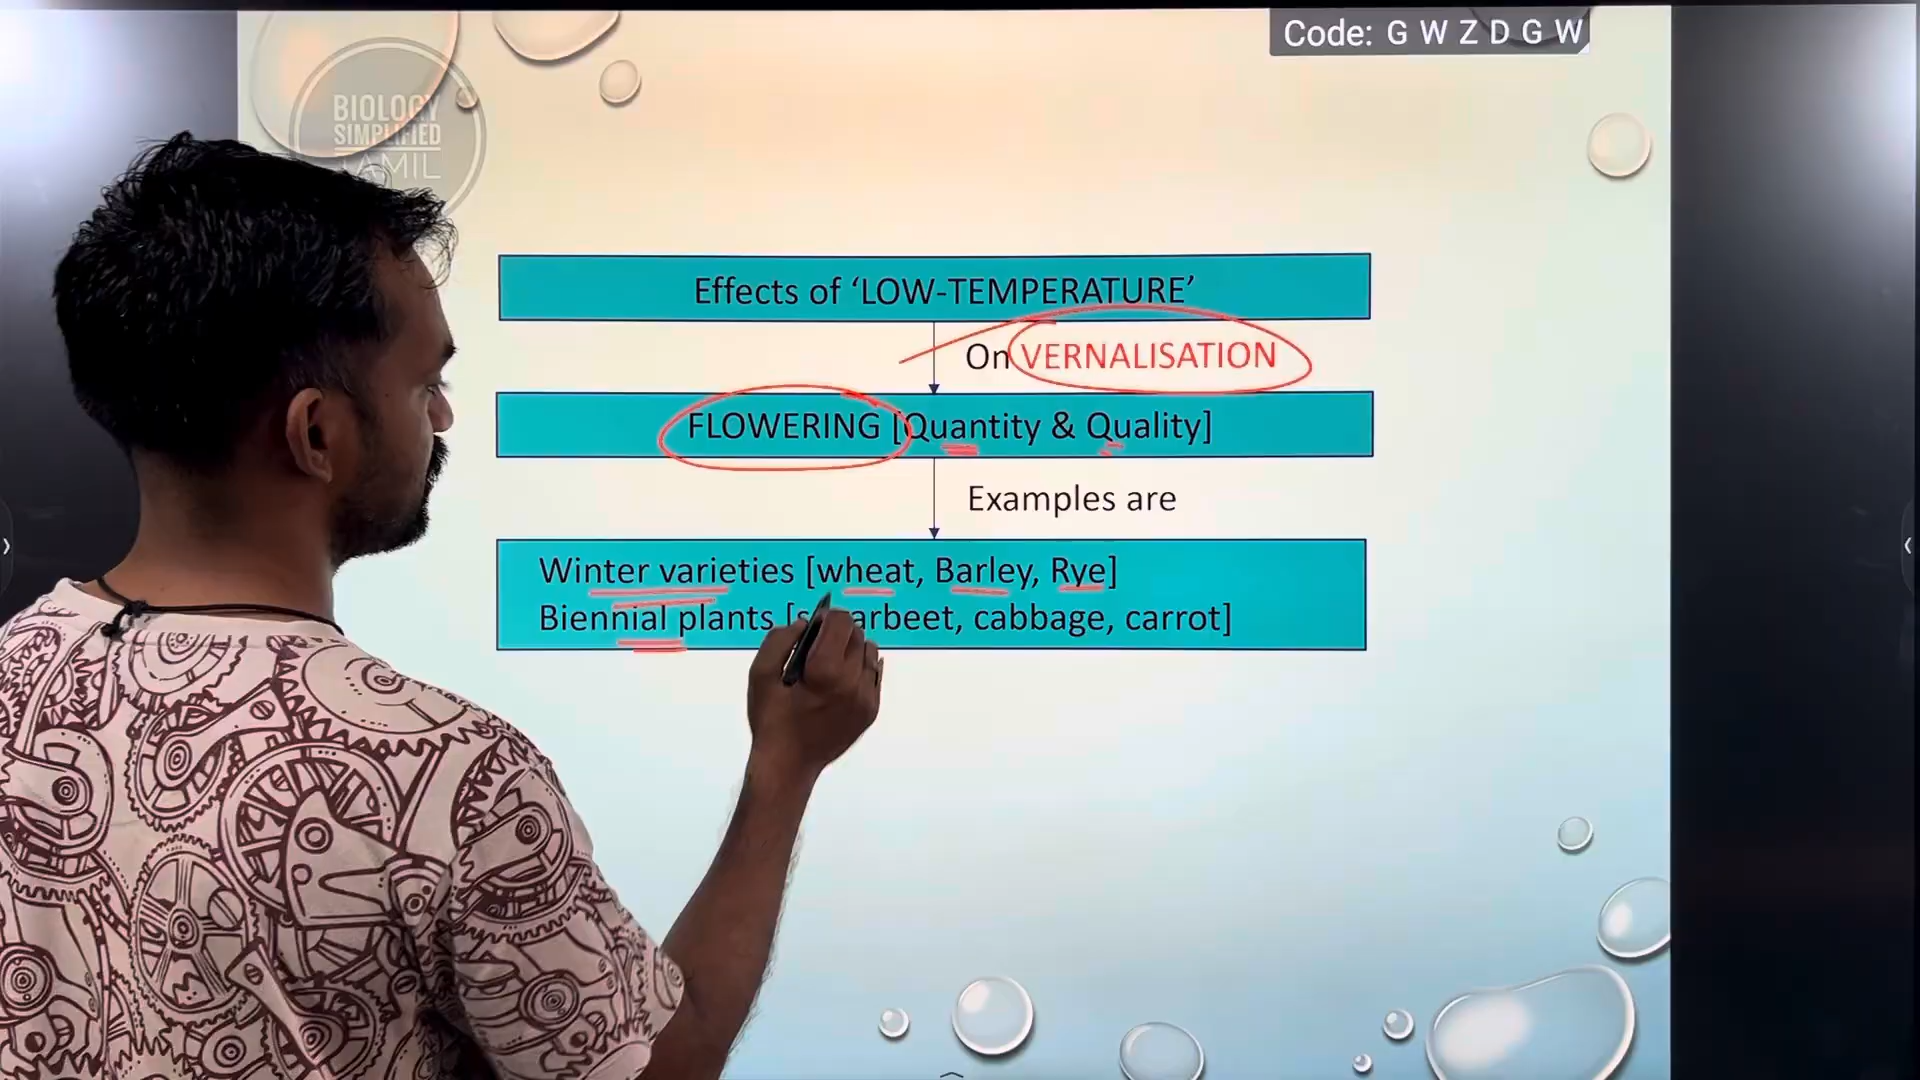 Code: G W Z D G W
BIOLOGY
SIMPLIFIED
TAMIL
Effects of ‘LOW-TEMPERATURE’
On VERNALISATION
FLOWERING [Quantity & Quality]
Examples are
Winter varieties [wheat, Barley, Rye]
Biennial plants cabbage, carrot]